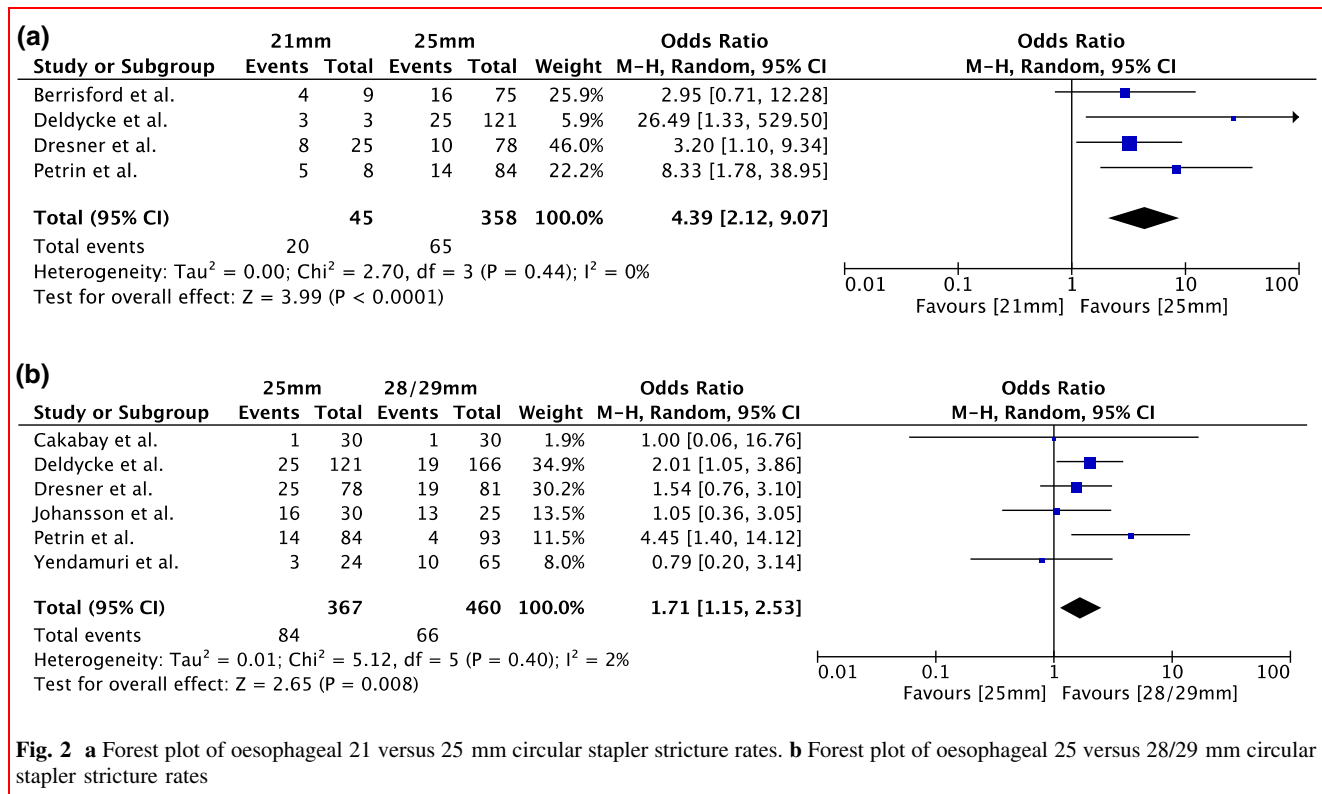 (a)
21mm 25mm Odds Ratio Odds Ratio
Study or Subgroup Events Total Events Total Weight M-H, Random, 95% CI M-H, Random, 95% CI
Berrisford et al. 4 9 16 75 25.9% 2.95 [0.71, 12.28]
Deldycke et al. 3 3 25 121 5.9% 26.49 [1.33, 529.50]
Dresner et al. 8 25 10 78 46.0% 3.20 [1.10, 9.34]
Petrin et al. 5 8 14 84 22.2% 8.33 [1.78, 38.95]
Total (95% CI) 45 358 100.0% 4.39 [2.12, 9.07]
Total events 20 65
Heterogeneity: Tau² = 0.00; Chi² = 2.70, df = 3 (P = 0.44); I² = 0%
Test for overall effect: Z = 3.99 (P < 0.0001)
0.01 0.1 1 10 100
Favours [21mm] Favours [25mm]
(b)
25mm 28/29mm Odds Ratio Odds Ratio
Study or Subgroup Events Total Events Total Weight M-H, Random, 95% CI M-H, Random, 95% CI
Cakabay et al. 1 30 1 30 1.9% 1.00 [0.06, 16.76]
Deldycke et al. 25 121 19 166 34.9% 2.01 [1.05, 3.86]
Dresner et al. 25 78 19 81 30.2% 1.54 [0.76, 3.10]
Johansson et al. 16 30 13 25 13.5% 1.05 [0.36, 3.05]
Petrin et al. 14 84 4 93 11.5% 4.45 [1.40, 14.12]
Yendamuri et al. 3 24 10 65 8.0% 0.79 [0.20, 3.14]
Total (95% CI) 367 460 100.0% 1.71 [1.15, 2.53]
Total events 84 66
Heterogeneity: Tau² = 0.01; Chi² = 5.12, df = 5 (P = 0.40); I² = 2%
Test for overall effect: Z = 2.65 (P = 0.008)
0.01 0.1 1 10 100
Favours [25mm] Favours [28/29mm]
Fig. 2 a Forest plot of oesophageal 21 versus 25 mm circular stapler stricture rates. b Forest plot of oesophageal 25 versus 28/29 mm circular
stapler stricture rates